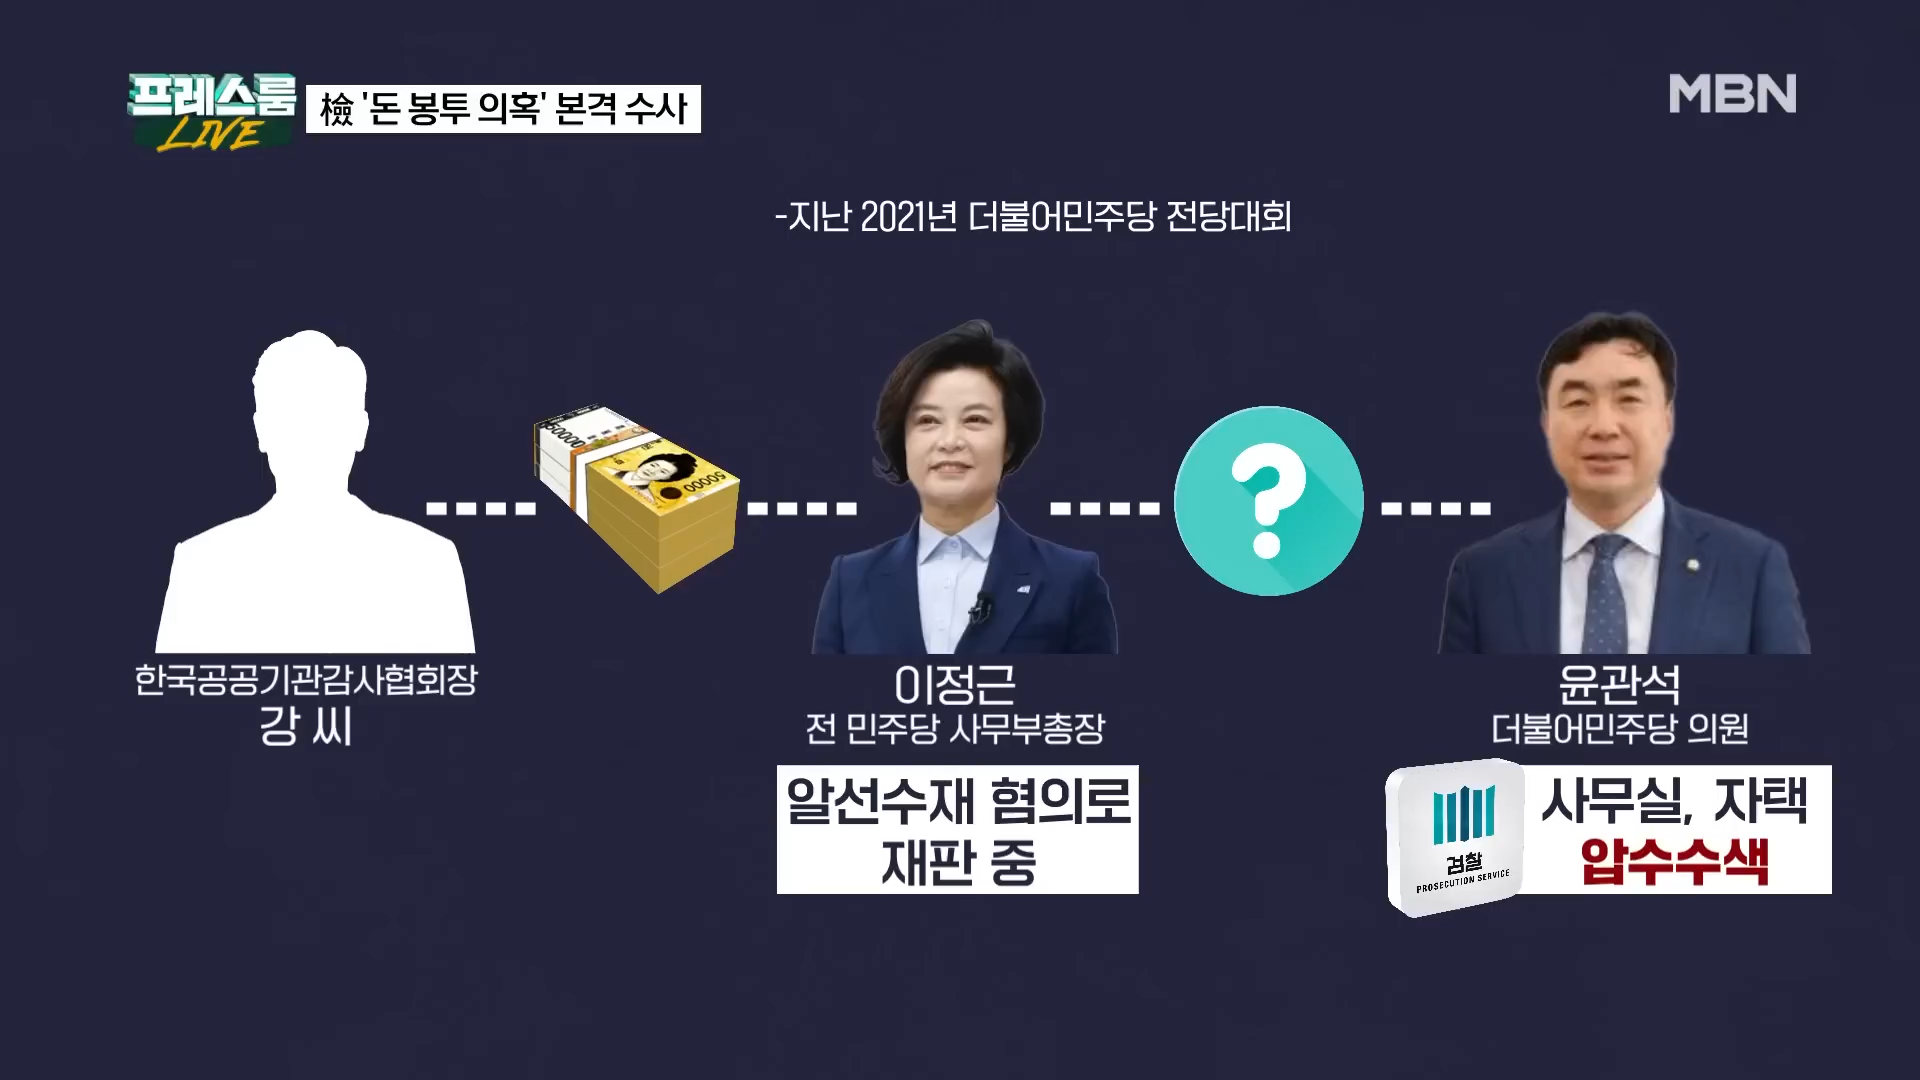 프레스룸
LIVE
檢 '돈 봉투 의혹' 본격 수사
MBN
-지난 2021년 더불어민주당 전당대회
50000
50000
한국공공기관감사협회장
강 씨
이정근
전 민주당 사무부총장
알선수재 혐의로
재판 중
윤관석
더불어민주당 의원
검찰
PROSECUTION SERVICE
사무실, 자택
압수수색